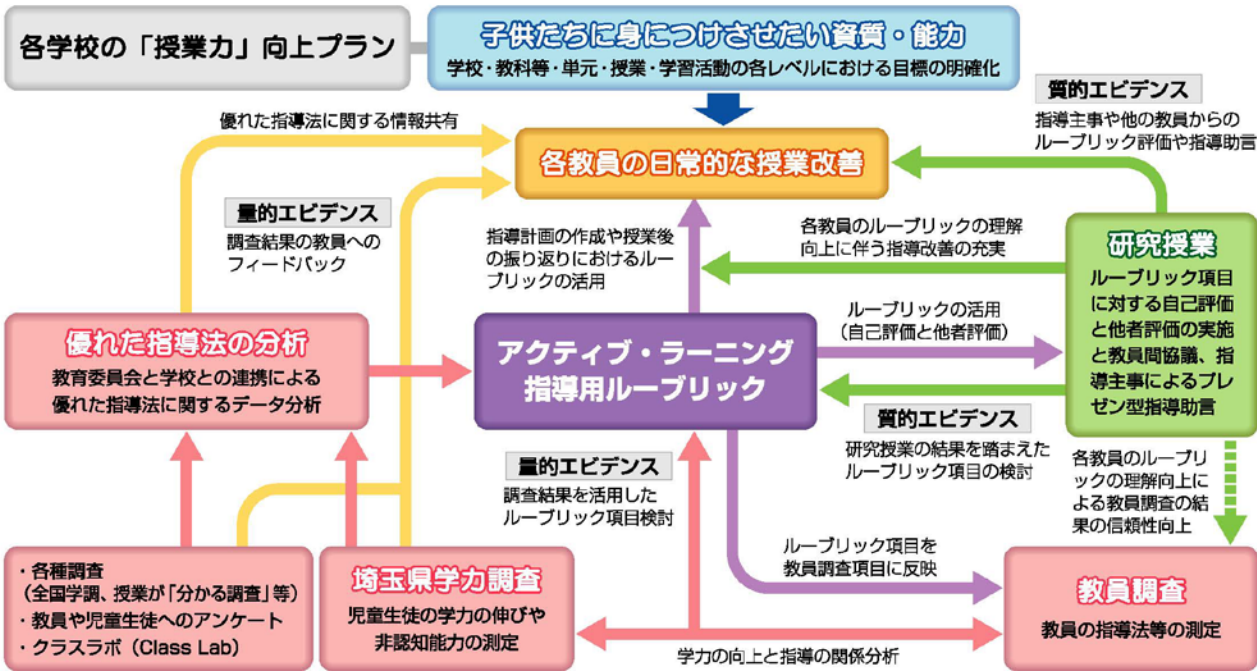 各学校の「授業力」向上プラン
子供たちに身につけさせたい資質・能力
学校・教科等・単元・授業・学習活動の各レベルにおける目標の明確化
質的エビデンス
指導主事や他の教員からの
ルーブリック評価や指導助言
優れた指導法に関する情報共有
各教員の日常的な授業改善
量的エビデンス
調査結果の教員への
フィードバック
指導計画の作成や授業後
の振り返りにおけるルー
ブリックの活用
各教員のルーブリックの理解
向上に伴う指導改善の充実
研究授業
ルーブリック項目
に対する自己評価
と他者評価の実施
と教員間協議、指
導主事によるプレ
ゼン型指導助言
優れた指導法の分析
教育委員会と学校との連携による
優れた指導法に関するデータ分析
アクティブ・ラーニング
指導用ルーブリック
ルーブリックの活用
（自己評価と他者評価）
質的エビデンス
研究授業の結果を踏まえた
ルーブリック項目の検討
量的エビデンス
調査結果を活用した
ルーブリック項目検討
各教員のルーブリ
ックの理解向上に
よる教員調査の結
果の信頼性向上
・各種調査
（全国学調、授業が「分かる調査」等）
・教員や児童生徒へのアンケート
・クラスラボ（Class Lab）
埼玉県学力調査
児童生徒の学力の伸びや
非認知能力の測定
ルーブリック項目を
教員調査項目に反映
教員調査
教員の指導法等の測定
学力の向上と指導の関係分析